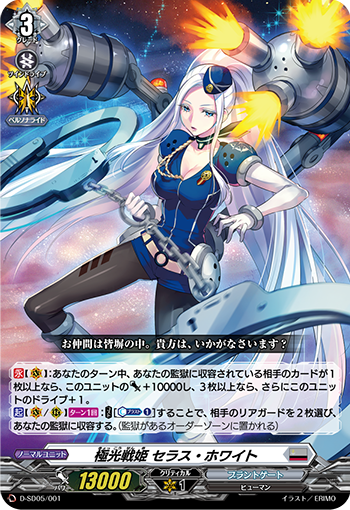 3
グレード
ツインドライブ
ペルソナライド
お仲間は皆塀の中。貴方は、いかがなさいます？
【永】【(V)】:あなたのターン中、あなたの監獄に収容されている相手のカードが1
枚以上なら、このユニットの+10000し、3枚以上なら、さらにこのユニッ
トのドライブ+1。
【起】【(V)/(R)】【ターン1回】:【コスト】【(C)ブラスト1】することで、相手のリアガードを2枚選び、
あなたの監獄に収容する。(監獄があるオーダーゾーンに置かれる)
ノーマルユニット
極光戦姫 セラス・ホワイト
パワー
13000
クリティカル
1
ブラントゲート
ヒューマン
D-SD05/001
イラスト／ERIMO